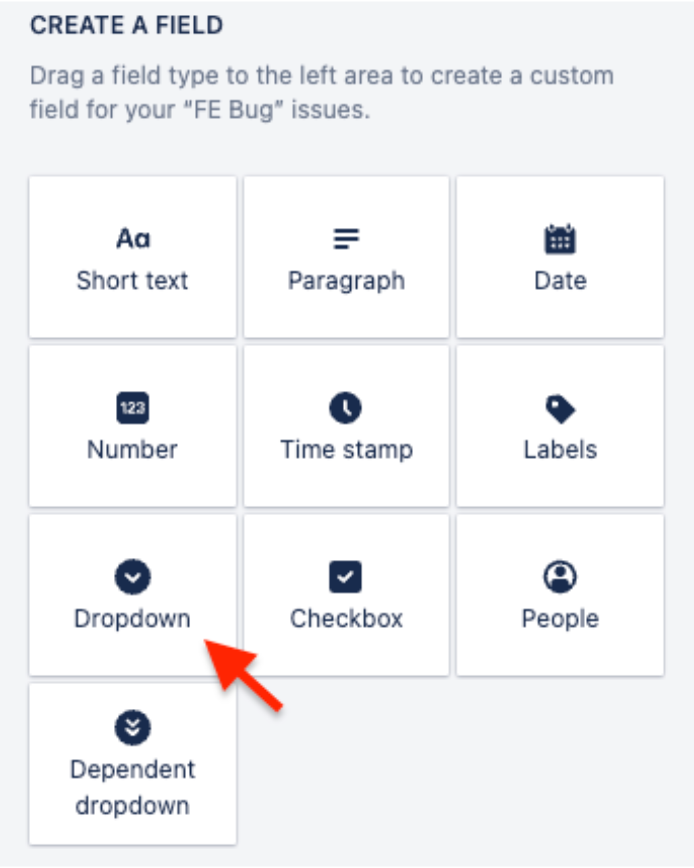 CREATE A FIELD
Drag a field type to the left area to create a custom
field for your “FE Bug” issues.
Aa
Short text
Paragraph
Date
123
Number
Time stamp
Labels
Dropdown
Checkbox
People
Dependent
dropdown